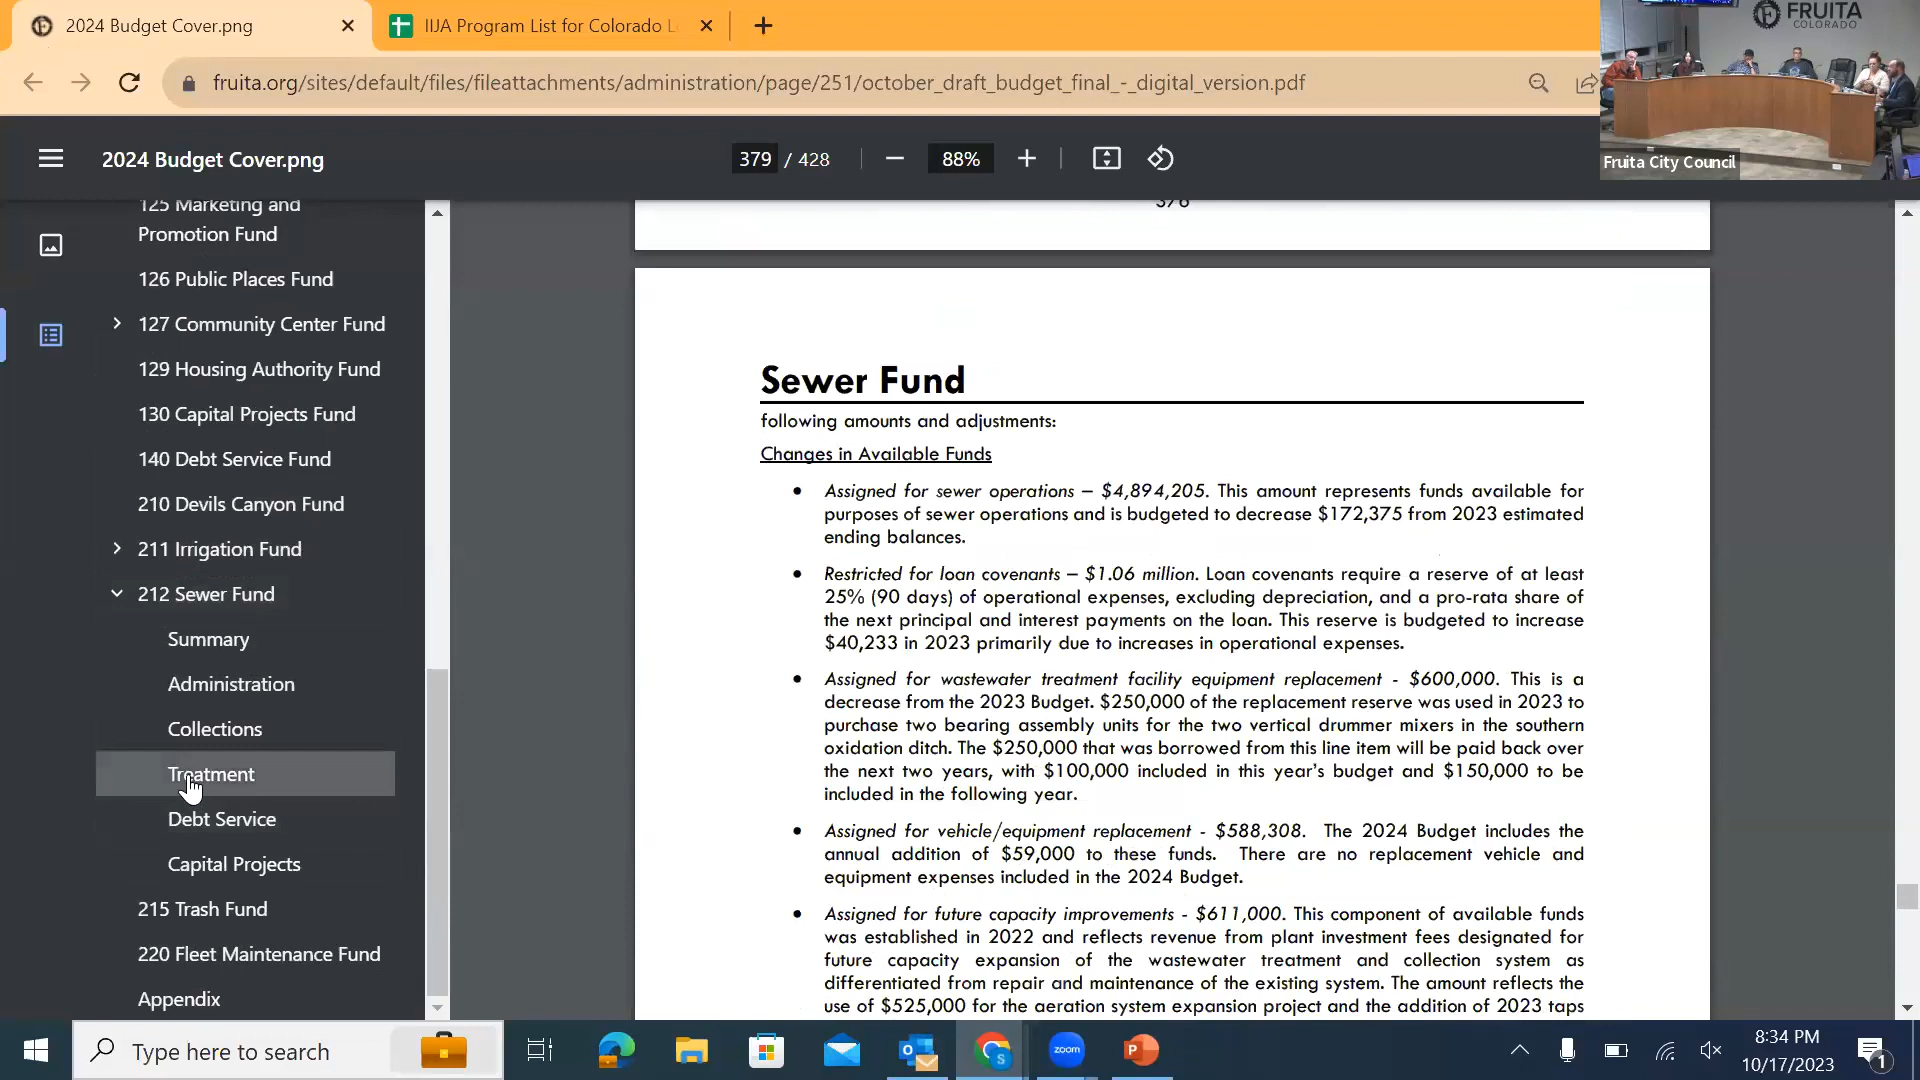 2024 Budget Cover.png
IIJA Program List for Colorado L
fruita.org/sites/default/files/fileattachments/administration/page/251/october_draft_budget_final_-_digital_version.pdf
FRUITA
COLORADO
Fruita City Council
2024 Budget Cover.png
379 / 428
88%
125 Marketing and
Promotion Fund
126 Public Places Fund
127 Community Center Fund
129 Housing Authority Fund
130 Capital Projects Fund
140 Debt Service Fund
210 Devils Canyon Fund
211 Irrigation Fund
212 Sewer Fund
Summary
Administration
Collections
Treatment
Debt Service
Capital Projects
215 Trash Fund
220 Fleet Maintenance Fund
Appendix
376
Sewer Fund
following amounts and adjustments:
Changes in Available Funds
• Assigned for sewer operations – $4,894,205. This amount represents funds available for
purposes of sewer operations and is budgeted to decrease $172,375 from 2023 estimated
ending balances.
• Restricted for loan covenants – $1.06 million. Loan covenants require a reserve of at least
25% (90 days) of operational expenses, excluding depreciation, and a pro-rata share of
the next principal and interest payments on the loan. This reserve is budgeted to increase
$40,233 in 2023 primarily due to increases in operational expenses.
• Assigned for wastewater treatment facility equipment replacement - $600,000. This is a
decrease from the 2023 Budget. $250,000 of the replacement reserve was used in 2023 to
purchase two bearing assembly units for the two vertical drummer mixers in the southern
oxidation ditch. The $250,000 that was borrowed from this line item will be paid back over
the next two years, with $100,000 included in this year's budget and $150,000 to be
included in the following year.
• Assigned for vehicle/equipment replacement - $588,308. The 2024 Budget includes the
annual addition of $59,000 to these funds. There are no replacement vehicle and
equipment expenses included in the 2024 Budget.
• Assigned for future capacity improvements - $611,000. This component of available funds
was established in 2022 and reflects revenue from plant investment fees designated for
future capacity expansion of the wastewater treatment and collection system as
differentiated from repair and maintenance of the existing system. The amount reflects the
use of $525,000 for the aeration system expansion project and the addition of 2023 taps
Type here to search
zoom
8:34 PM
10/17/2023
1